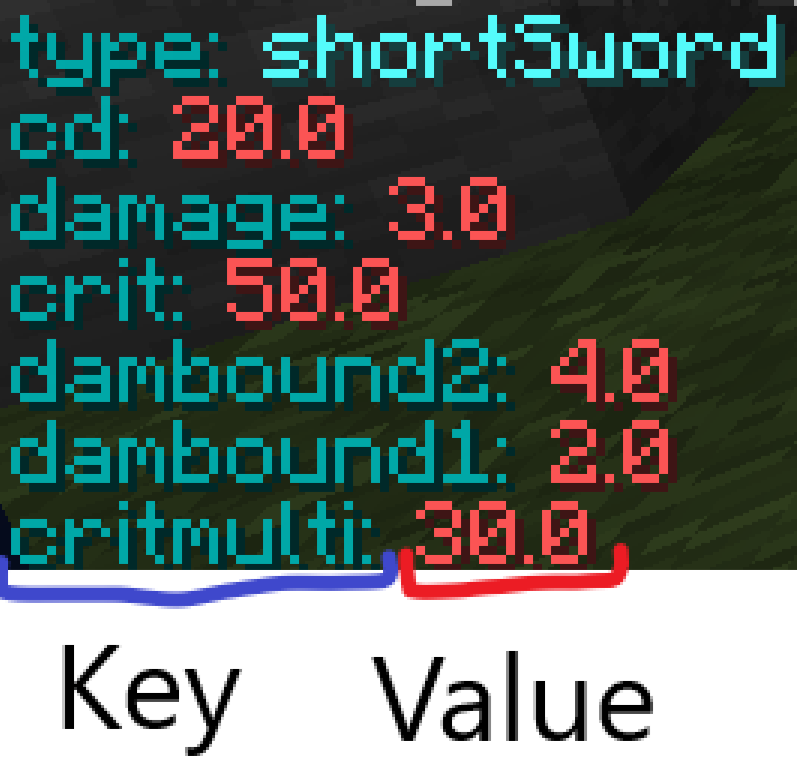 type: shortSword
cd: 20.0
damage: 3.0
crit: 50.0
dambound2: 4.0
dambound1: 2.0
critmulti: 30.0
Key Value